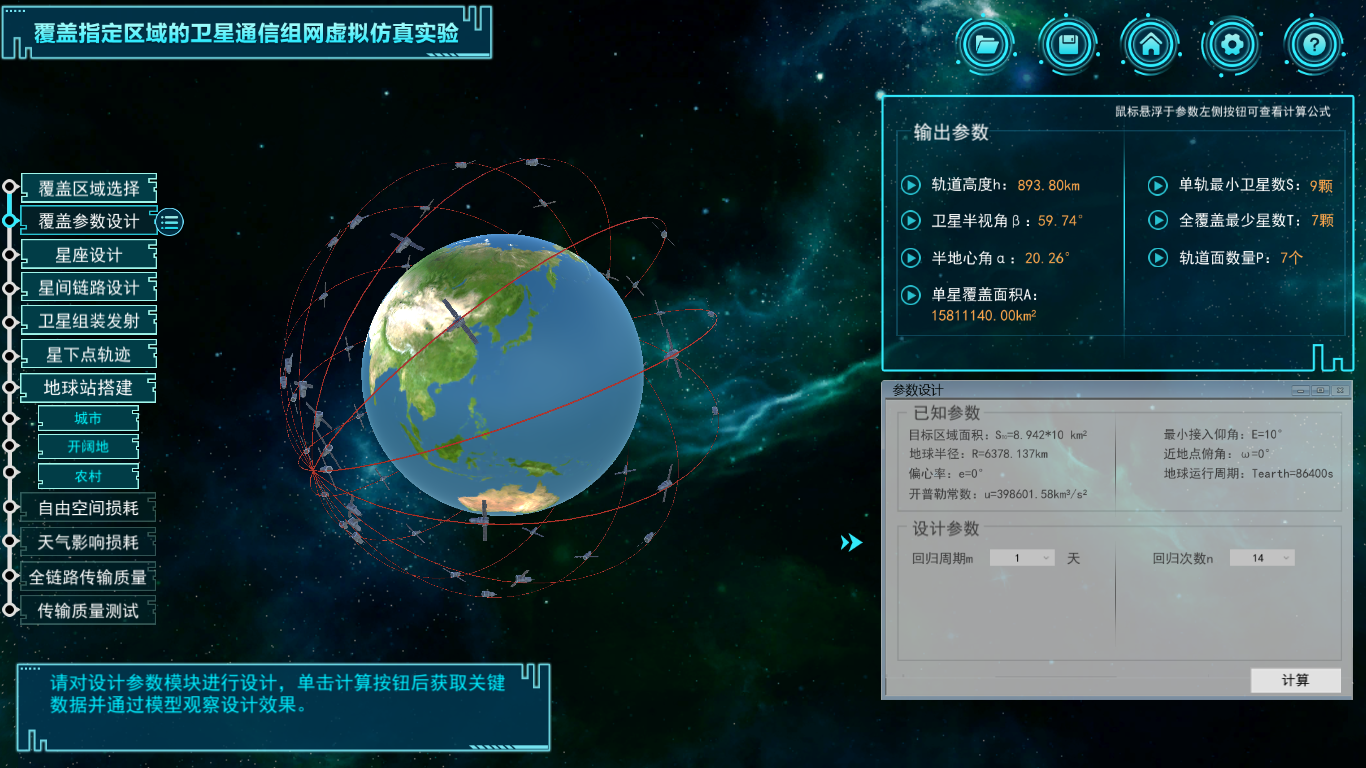 覆盖指定区域的卫星通信组网虚拟仿真实验
覆盖区域选择
覆盖参数设计
星座设计
星间链路设计
卫星组装发射
星下点轨迹
地球站搭建
城市
开阔地
农村
自由空间损耗
天气影响损耗
全链路传输质量
传输质量测试
请对设计参数模块进行设计，单击计算按钮后获取关键
数据并通过模型观察设计效果。
鼠标悬浮于参数左侧按钮可查看计算公式
输出参数
轨道高度h：893.80km
卫星半视角β：59.74°
半地心角α：20.26°
单星覆盖面积A：
15811140.00km²
单轨最小卫星数S：9颗
全覆盖最少星数T：7颗
轨道面数量P：7个
参数设计
已知参数
目标区域面积：
=8.942*10 km²
地球半径：R=6378.137km
偏心率：e=0°
开普勒常数：u=398601.58km³/s²
最小接入仰角：E=10°
近地点俯角：ω=0°
地球运行周期：Tearth=86400s
设计参数
回归周期m 1 天
回归次数n 14
计算